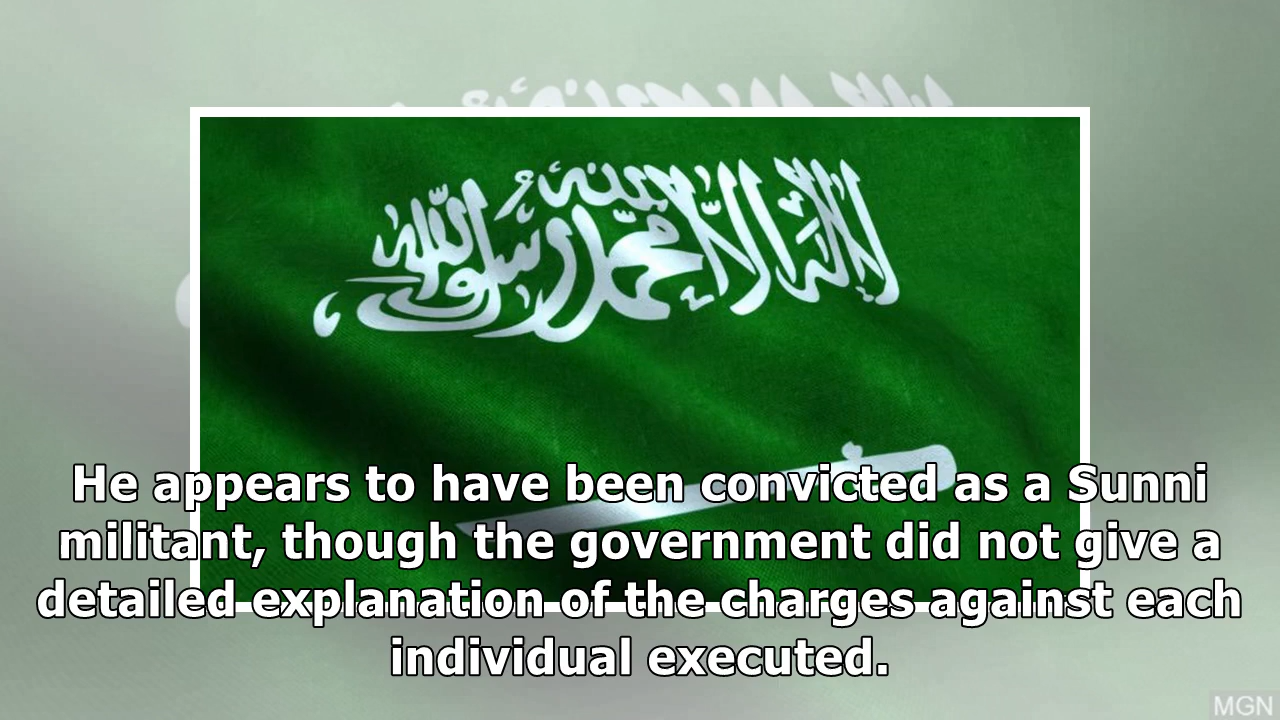 لا إله إلا الله محمد رسول الله
He appears to have been convicted as a Sunni
militant, though the government did not give a
detailed explanation of the charges against each
individual executed.
MGN